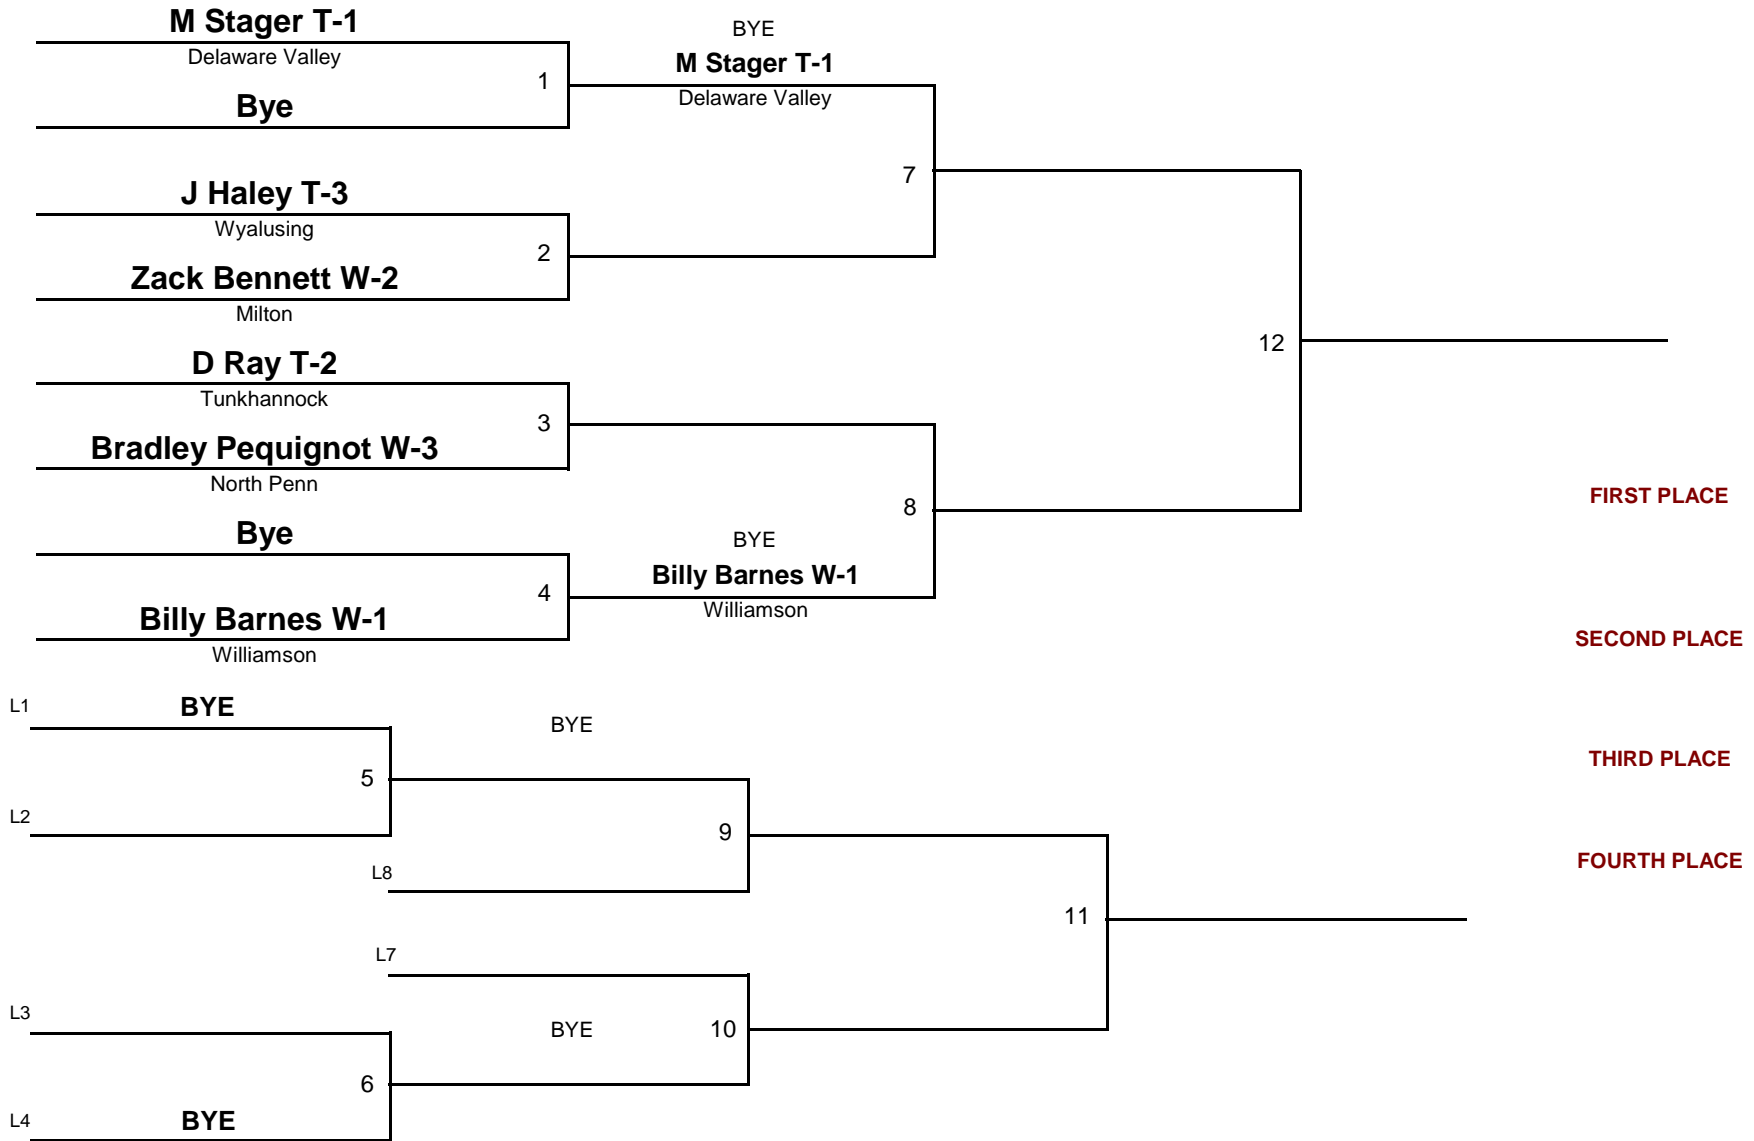 M Stager T-1
Delaware Valley
1
Bye
BYE
M Stager T-1
Delaware Valley
7
J Haley T-3
Wyalusing
2
Zack Bennett W-2
Milton
12
D Ray T-2
Tunkhannock
3
Bradley Pequignot W-3
North Penn
8
Bye
4
BYE
Billy Barnes W-1
Williamson
Billy Barnes W-1
Williamson
FIRST PLACE
SECOND PLACE
THIRD PLACE
FOURTH PLACE
L1
BYE
5
BYE
L2
9
L8
11
L7
L3
BYE
10
6
L4
BYE